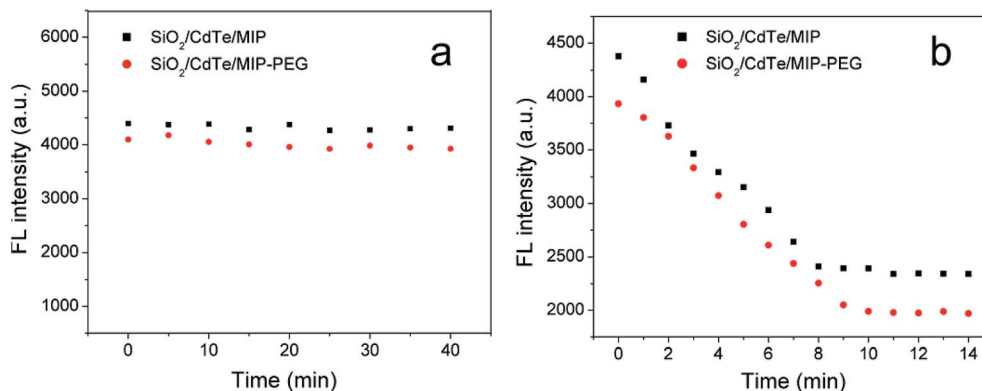 6000
5000
4000
3000
2000
1000
FL intensity (a.u.)
SiO₂/CdTe/MIP
SiO₂/CdTe/MIP-PEG
a
0 10 20 30 40
Time (min)
4500
4000
3500
3000
2500
2000
FL intensity (a.u.)
SiO₂/CdTe/MIP
SiO₂/CdTe/MIP-PEG
b
0 2 4 6 8 10 12 14
Time (min)